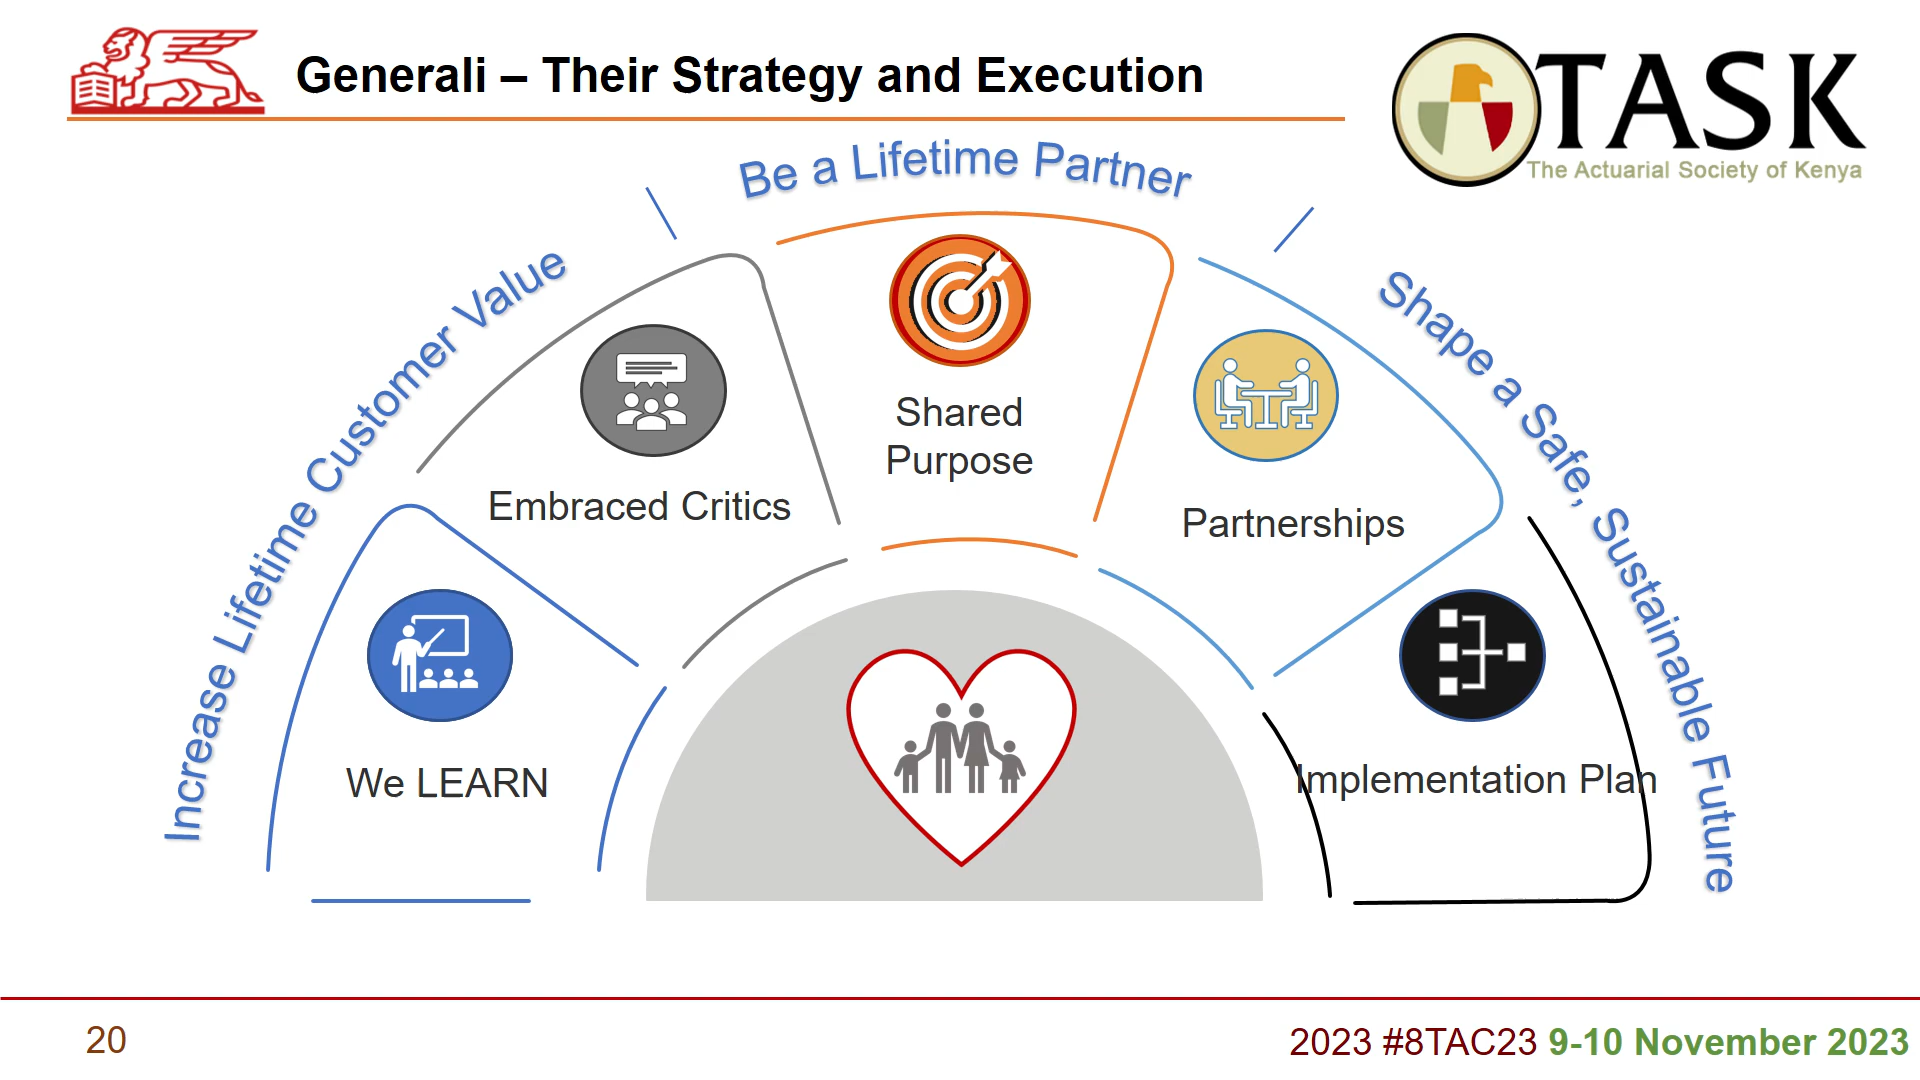 Generali – Their Strategy and Execution
TASK
The Actuarial Society of Kenya
Increase Lifetime Customer Value
Be a Lifetime Partner
Shape a Safe, Sustainable Future
We LEARN
Embraced Critics
Shared
Purpose
Partnerships
Implementation Plan
20
2023 #8TAC23 9-10 November 2023